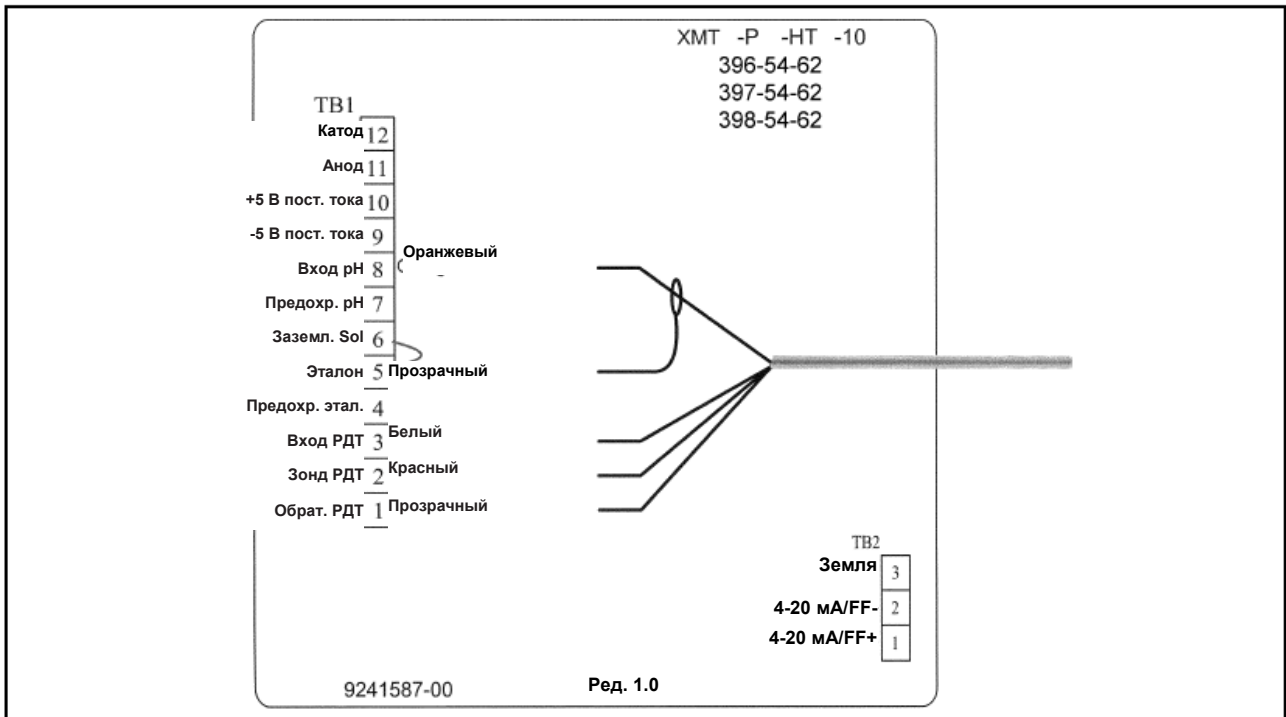 XMT -P -HT -10
396-54-62
397-54-62
398-54-62
TB1
Катод 12
Анод 11
+5 В пост. тока 10
-5 В пост. тока 9
Вход pH 8 Оранжевый
Предохр. pH 7
Заземл. Sol 6
Эталон 5 Прозрачный
Предохр. этал. 4
Вход РДТ 3 Белый
Зонд РДТ 2 Красный
Обрат. РДТ 1 Прозрачный
TB2
Земля 3
4-20 мА/FF- 2
4-20 мА/FF+ 1
9241587-00 Ред. 1.0